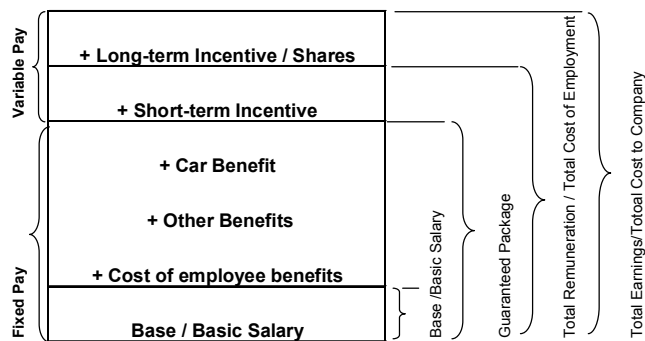 Variable Pay
+ Long-term Incentive / Shares
+ Short-term Incentive
Fixed Pay
+ Car Benefit
+ Other Benefits
+ Cost of employee benefits
Base / Basic Salary
Base /Basic Salary
Guaranteed Package
Total Remuneration / Total Cost of Employment
Total Earnings/Totoal Cost to Company